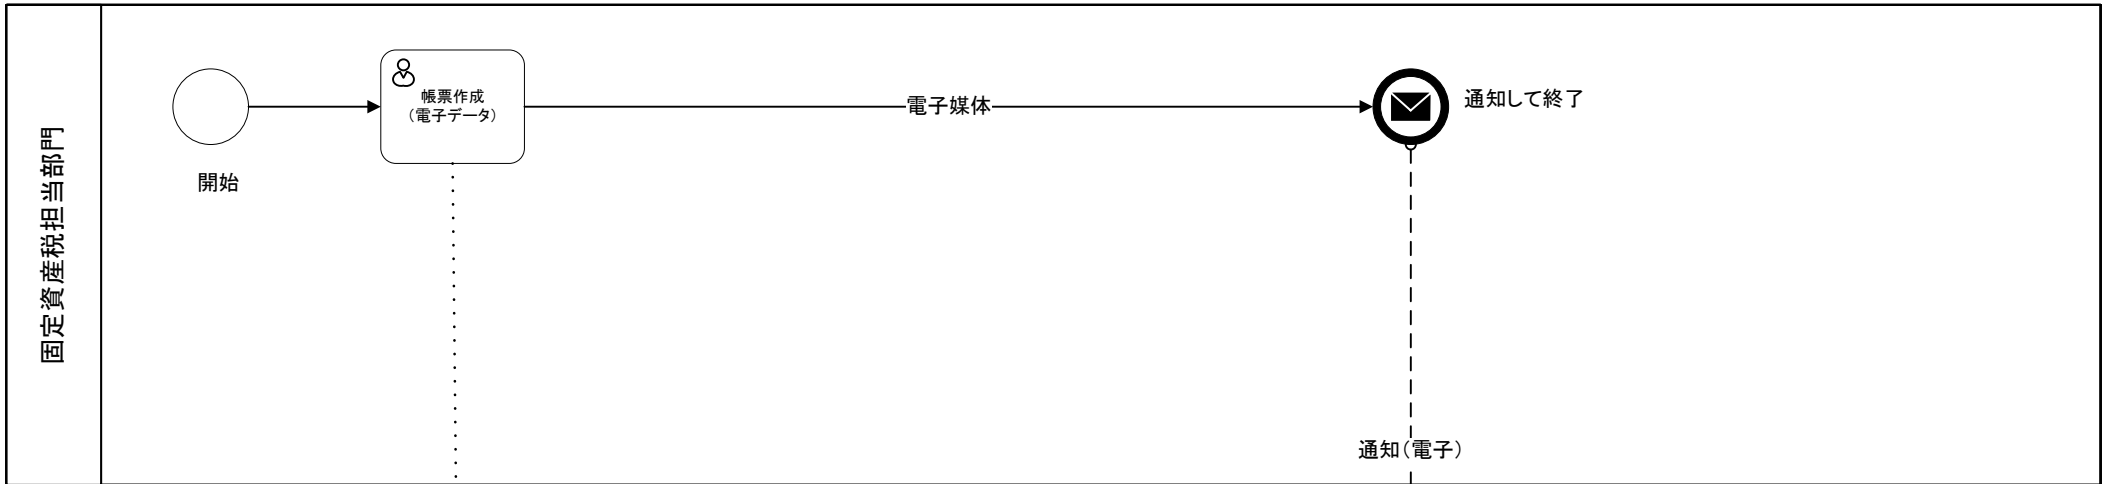 固定資産税担当部門
開始
帳票作成
（電子データ）
電子媒体
通知して終了
通知（電子）